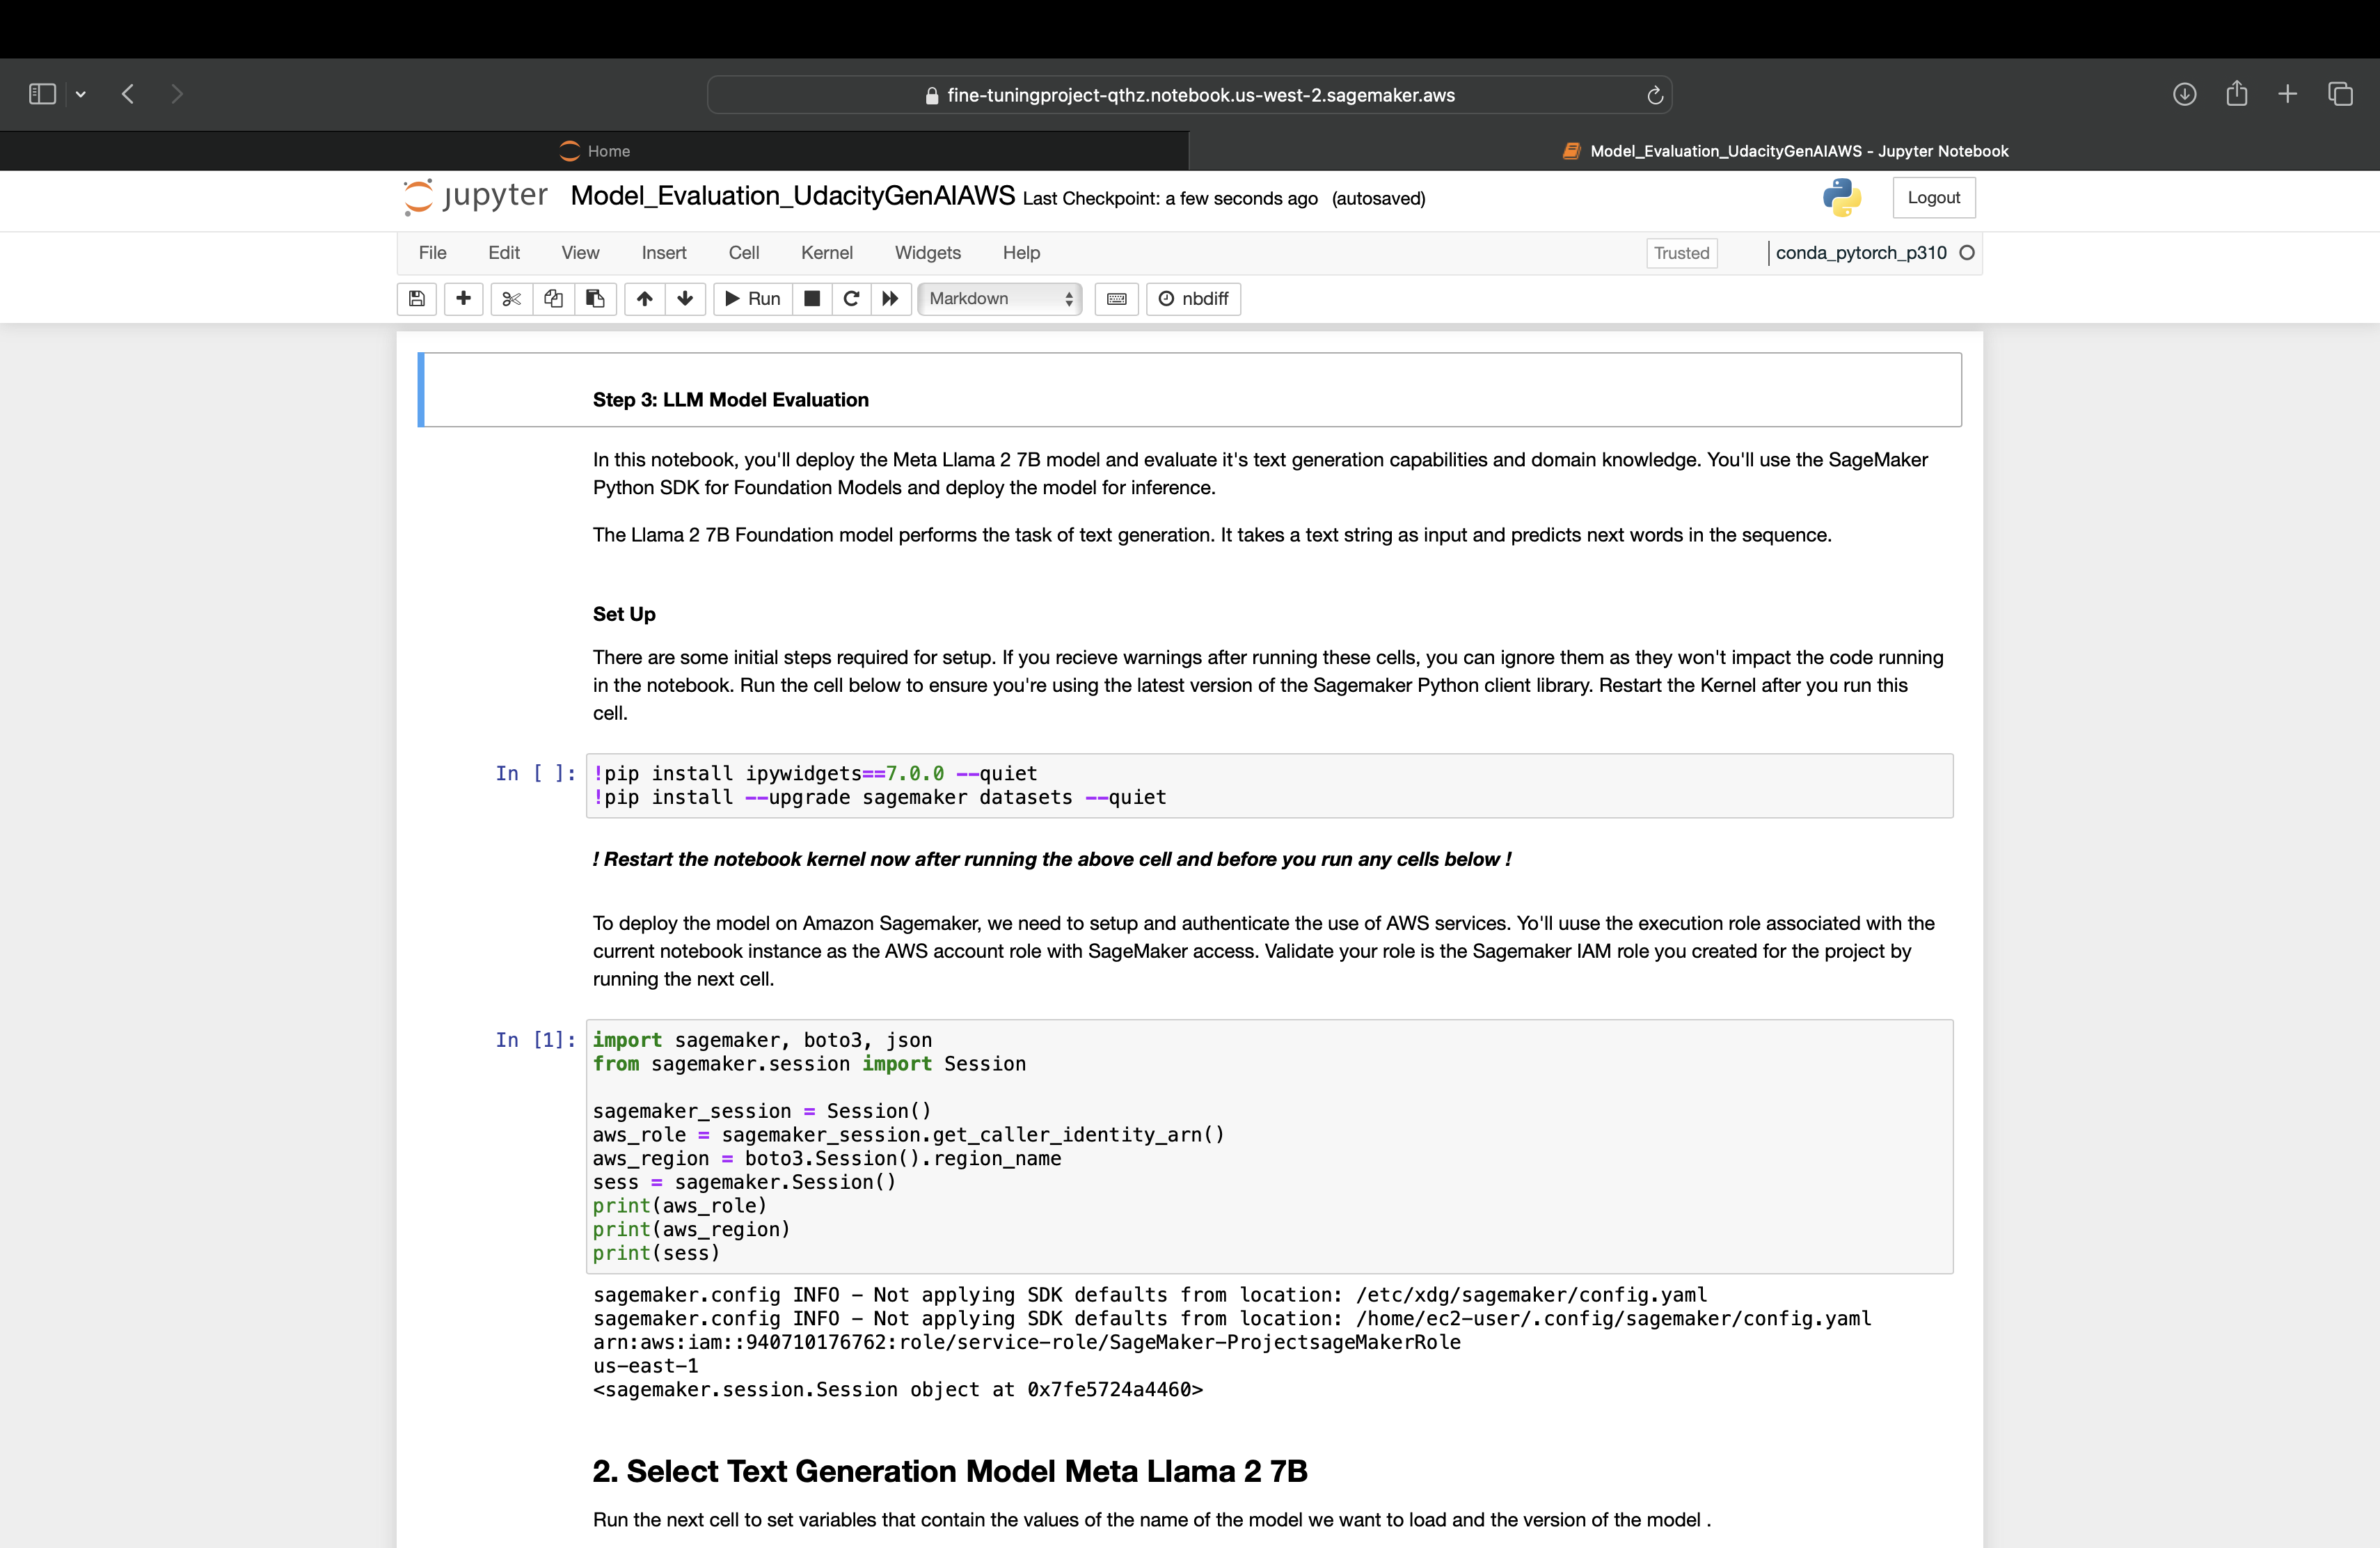 fine-tuningproject-qthz.notebook.us-west-2.sagemaker.aws
Home
Model_Evaluation_UdacityGenAIAWS - Jupyter Notebook
jupyter Model_Evaluation_UdacityGenAIAWS Last Checkpoint: a few seconds ago (autosaved)
Logout
File Edit View Insert Cell Kernel Widgets Help
Trusted
conda_pytorch_p310
Run
Markdown
nbdiff
Step 3: LLM Model Evaluation
In this notebook, you'll deploy the Meta Llama 2 7B model and evaluate it's text generation capabilities and domain knowledge. You'll use the SageMaker
Python SDK for Foundation Models and deploy the model for inference.
The Llama 2 7B Foundation model performs the task of text generation. It takes a text string as input and predicts next words in the sequence.
Set Up
There are some initial steps required for setup. If you recieve warnings after running these cells, you can ignore them as they won't impact the code running
in the notebook. Run the cell below to ensure you're using the latest version of the Sagemaker Python client library. Restart the Kernel after you run this
cell.
In [ ]: !pip install ipywidgets==7.0.0 --quiet
!pip install --upgrade sagemaker datasets --quiet
! Restart the notebook kernel now after running the above cell and before you run any cells below !
To deploy the model on Amazon Sagemaker, we need to setup and authenticate the use of AWS services. Yo'll uuse the execution role associated with the
current notebook instance as the AWS account role with SageMaker access. Validate your role is the Sagemaker IAM role you created for the project by
running the next cell.
In [1]: import sagemaker, boto3, json
from sagemaker.session import Session
sagemaker_session = Session()
aws_role = sagemaker_session.get_caller_identity_arn()
aws_region = boto3.Session().region_name
sess = sagemaker.Session()
print(aws_role)
print(aws_region)
print(sess)
sagemaker.config INFO - Not applying SDK defaults from location: /etc/xdg/sagemaker/config.yaml
sagemaker.config INFO - Not applying SDK defaults from location: /home/ec2-user/.config/sagemaker/config.yaml
arn:aws:iam::940710176762:role/service-role/SageMaker-ProjectsageMakerRole
us-east-1
<sagemaker.session.Session object at 0x7fe5724a4460>
2. Select Text Generation Model Meta Llama 2 7B
Run the next cell to set variables that contain the values of the name of the model we want to load and the version of the model .